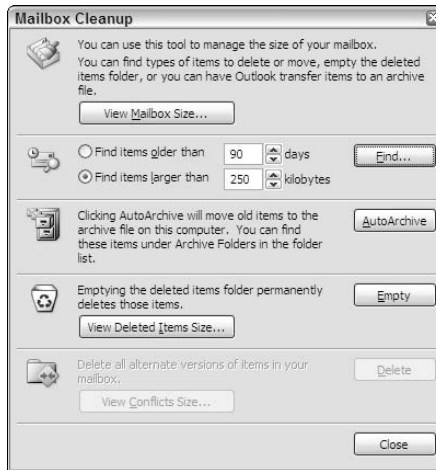 Mailbox Cleanup
You can use this tool to manage the size of your mailbox.
You can find types of items to delete or move, empty the deleted
items folder, or you can have Outlook transfer items to an archive
file.
View Mailbox Size...
Find items older than 90 days Find...
Find items larger than 250 kilobytes
Clicking AutoArchive will move old items to the
archive file on this computer. You can find
these items under Archive Folders in the folder
list.
AutoArchive
Emptying the deleted items folder permanently
deletes those items.
Empty
View Deleted Items Size...
Delete all alternate versions of items in your
mailbox.
Delete
View Conflicts Size...
Close